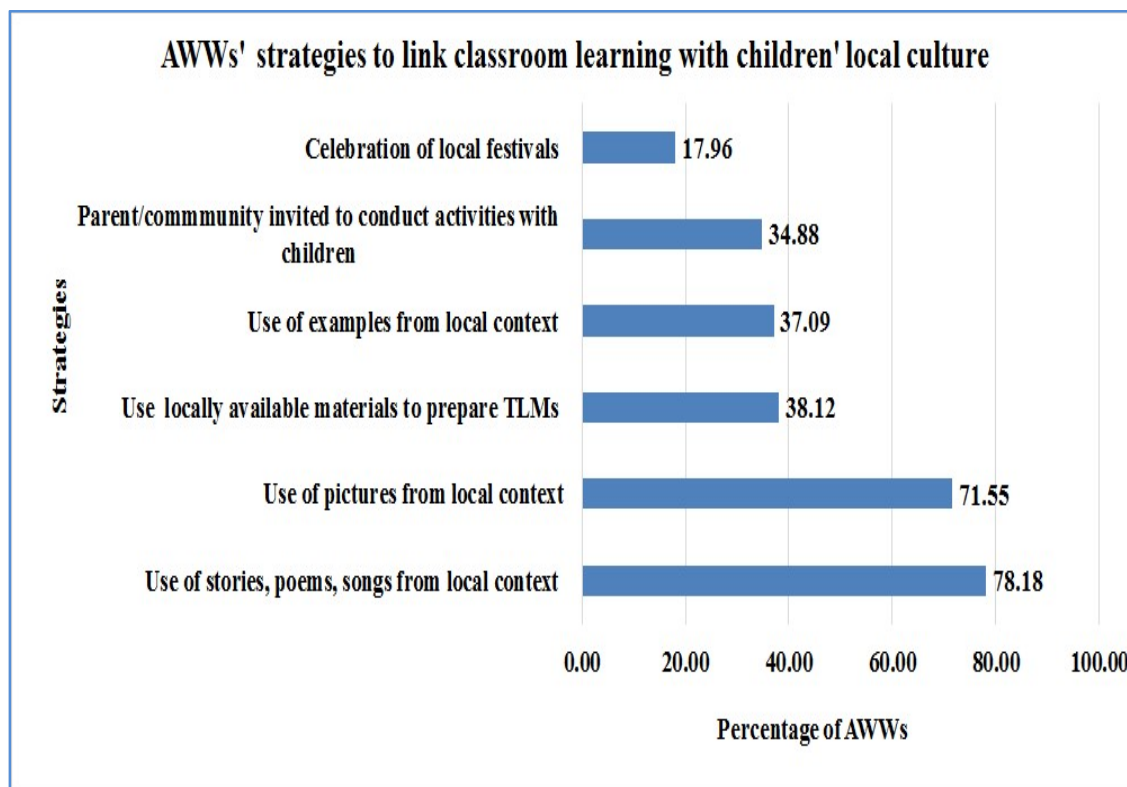 AWWs' strategies to link classroom learning with children' local culture
Strategies
Celebration of local festivals
17.96
Parent/commmunity invited to conduct activities with
children
34.88
Use of examples from local context
37.09
Use locally available materials to prepare TLMs
38.12
Use of pictures from local context
71.55
Use of stories, poems, songs from local context
78.18
0.00 20.00 40.00 60.00 80.00 100.00
Percentage of AWWs